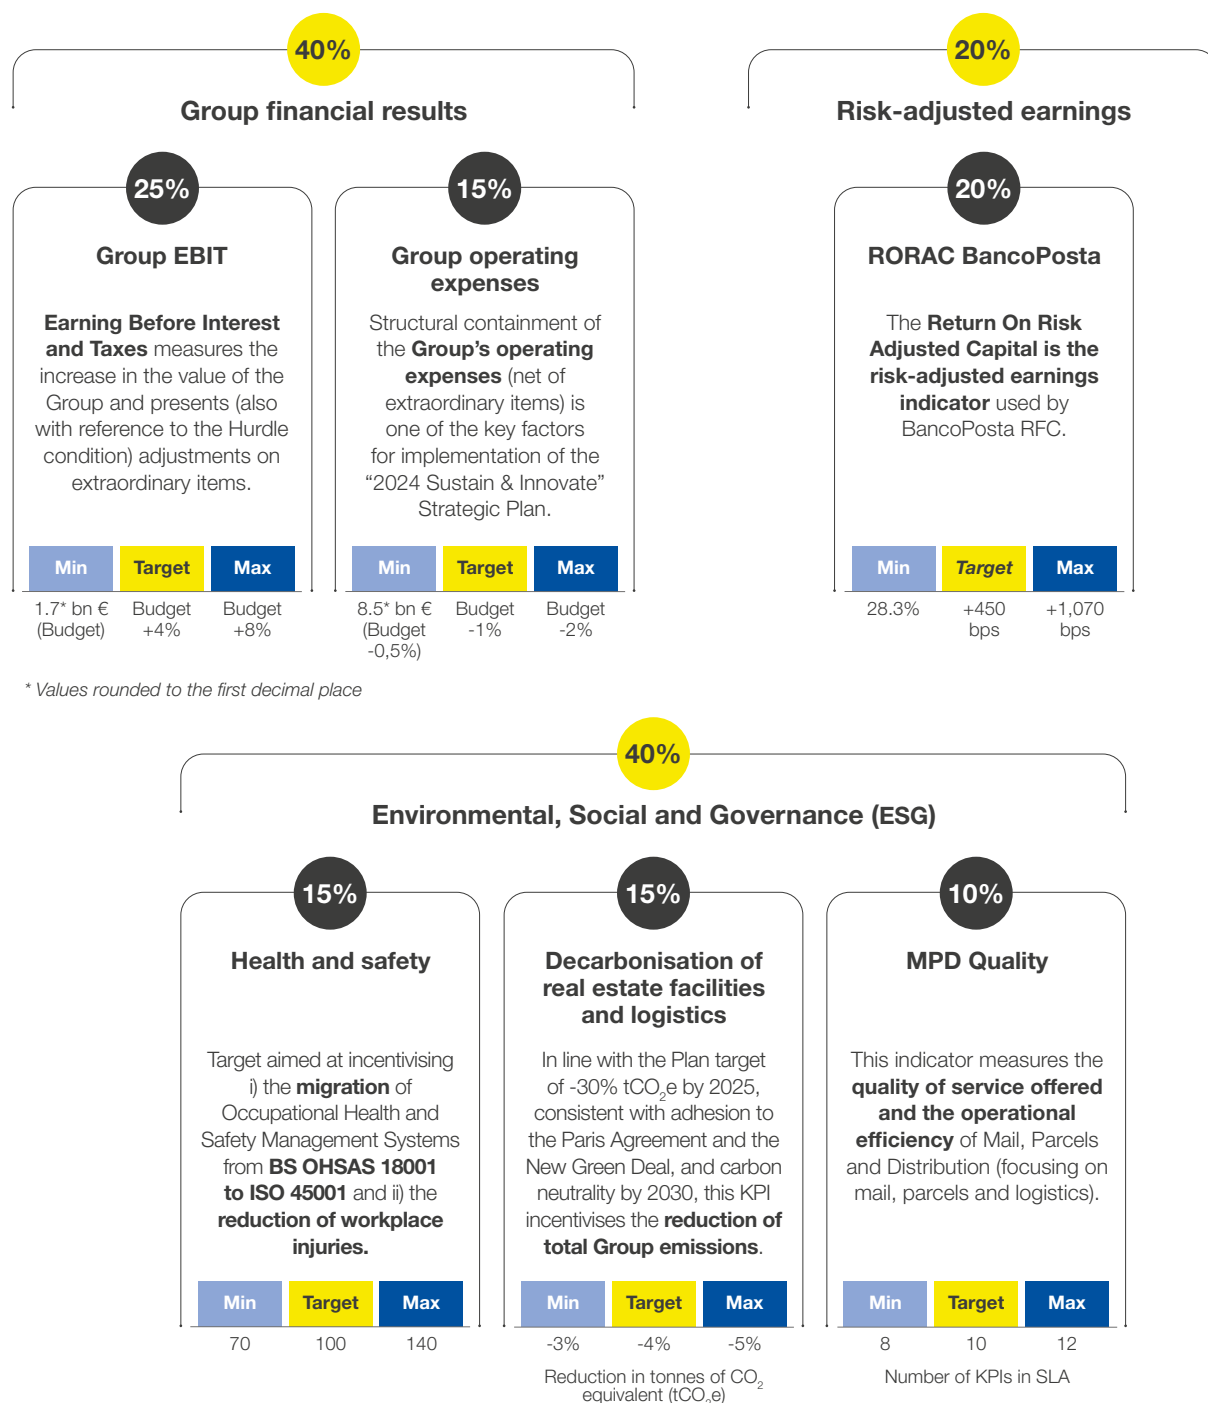 40%
Group financial results
25%
Group EBIT
Earning Before Interest
and Taxes measures the
increase in the value of the
Group and presents (also
with reference to the Hurdle
condition) adjustments on
extraordinary items.
Min Target Max
1.7* bn € Budget Budget
(Budget) +4% +8%
15%
Group operating
expenses
Structural containment of
the Group’s operating
expenses (net of
extraordinary items) is
one of the key factors
for implementation of the
“2024 Sustain & Innovate”
Strategic Plan.
Min Target Max
8.5* bn € Budget Budget
(Budget -1% -2%
-0,5%)
20%
Risk-adjusted earnings
20%
RORAC BancoPosta
The Return On Risk
Adjusted Capital is the
risk-adjusted earnings
indicator used by
BancoPosta RFC.
Min Target Max
28.3% +450 +1,070
bps bps
* Values rounded to the first decimal place
40%
Environmental, Social and Governance (ESG)
15%
Health and safety
Target aimed at incentivising
i) the migration of
Occupational Health and
Safety Management Systems
from BS OHSAS 18001
to ISO 45001 and ii) the
reduction of workplace
injuries.
Min Target Max
70 100 140
15%
Decarbonisation of
real estate facilities
and logistics
In line with the Plan target
of -30% tCO₂e by 2025,
consistent with adhesion to
the Paris Agreement and the
New Green Deal, and carbon
neutrality by 2030, this KPI
incentivises the reduction of
total Group emissions.
Min Target Max
-3% -4% -5%
Reduction in tonnes of CO₂
equivalent (tCO₂e)
10%
MPD Quality
This indicator measures the
quality of service offered
and the operational
efficiency of Mail, Parcels
and Distribution (focusing on
mail, parcels and logistics).
Min Target Max
8 10 12
Number of KPIs in SLA